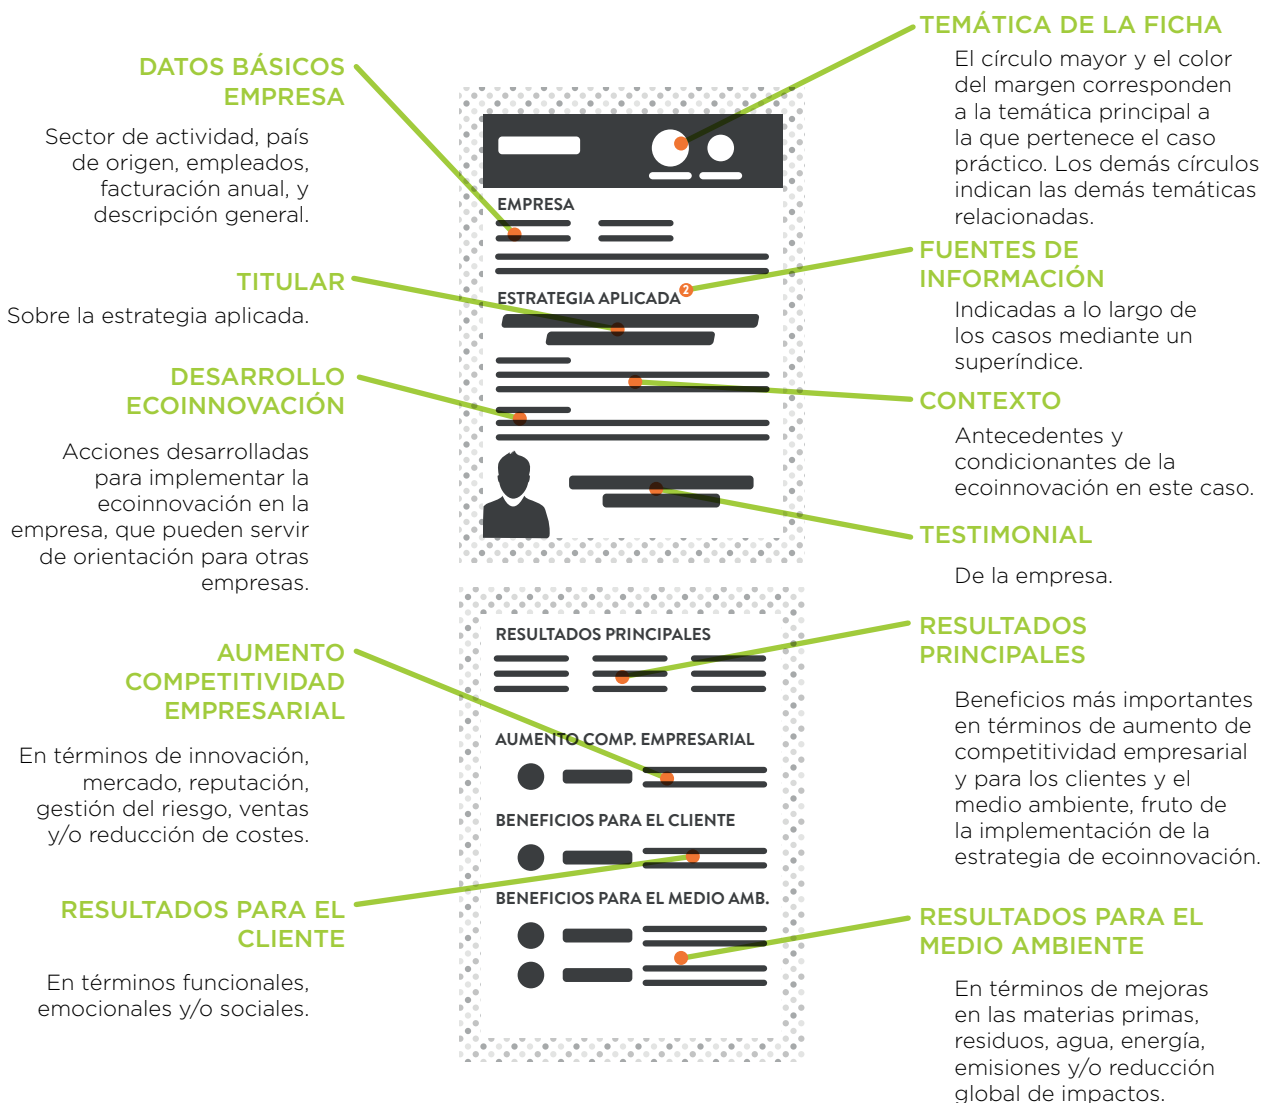 DATOS BÁSICOS
EMPRESA
Sector de actividad, país
de origen, empleados,
facturación anual, y
descripción general.
TITULAR
Sobre la estrategia aplicada.
DESARROLLO
ECOINNOVACIÓN
Acciones desarrolladas
para implementar la
ecoinnovación en la
empresa, que pueden servir
de orientación para otras
empresas.
AUMENTO
COMPETITIVIDAD
EMPRESARIAL
En términos de innovación,
mercado, reputación,
gestión del riesgo, ventas
y/o reducción de costes.
RESULTADOS PARA EL
CLIENTE
En términos funcionales,
emocionales y/o sociales.
EMPRESA
ESTRATEGIA APLICADA
2
RESULTADOS PRINCIPALES
AUMENTO COMP. EMPRESARIAL
BENEFICIOS PARA EL CLIENTE
BENEFICIOS PARA EL MEDIO AMB.
TEMÁTICA DE LA FICHA
El círculo mayor y el color
del margen corresponden
a la temática principal a
la que pertenece el caso
práctico. Los demás círculos
indican las demás temáticas
relacionadas.
FUENTES DE
INFORMACIÓN
Indicadas a lo largo de
los casos mediante un
superíndice.
CONTEXTO
Antecedentes y
condicionantes de la
ecoinnovación en este caso.
TESTIMONIAL
De la empresa.
RESULTADOS
PRINCIPALES
Beneficios más importantes
en términos de aumento de
competitividad empresarial
y para los clientes y el
medio ambiente, fruto de
la implementación de la
estrategia de ecoinnovación.
RESULTADOS PARA EL
MEDIO AMBIENTE
En términos de mejoras
en las materias primas,
residuos, agua, energía,
emisiones y/o reducción
global de impactos.